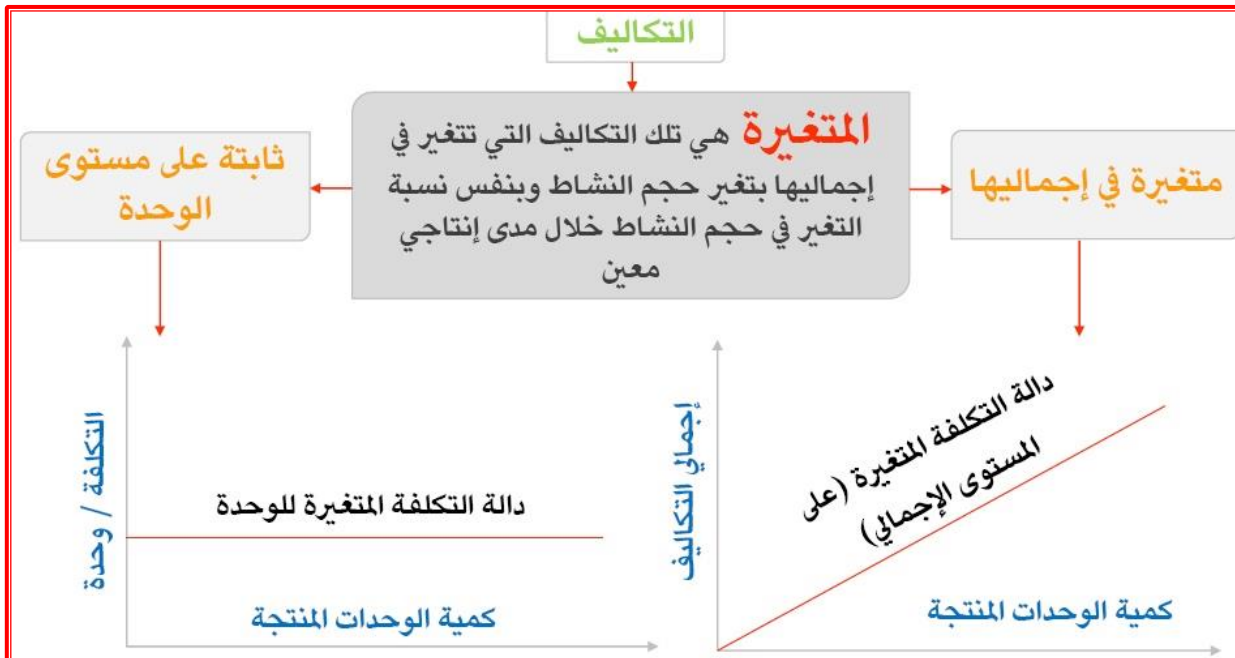 التكاليف
المتغيرة هي تلك التكاليف التي تتغير في
إجماليها بتغير حجم النشاط وبنفس نسبة
التغير في حجم النشاط خلال مدى إنتاجي
معين
متغيرة في إجماليها
ثابتة على مستوى
الوحدة
إجمالي التكاليف
دالة التكلفة المتغيرة (على
المستوى الإجمالي)
كمية الوحدات المنتجة
التكلفة / وحدة
دالة التكلفة المتغيرة للوحدة
كمية الوحدات المنتجة